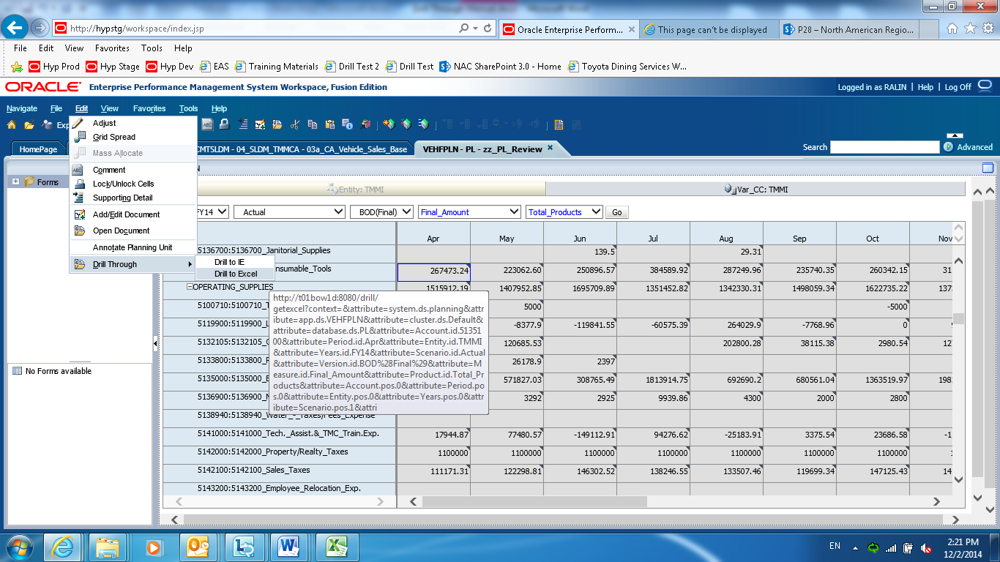 http://hypstg/workspace/index.jsp
Oracle Enterprise Perform...
This page can't be displayed
P28 – North American Regio...
File Edit View Favorites Tools Help
Hyp Prod Hyp Stage Hyp Dev EAS Training Materials Drill Test 2 Drill Test NAC SharePoint 3.0 - Home Toyota Dining Services W...
ORACLE Enterprise Performance Management System Workspace, Fusion Edition
Logged in as RALIN | Help | Log Off
Navigate File Edit View Favorites Tools Help
Exp
HomePage
CMTSLDM - 04_SLDM_TMMCA - 03a_CA_Vehicle_Sales_Base
VEHFPLN - PL - zz_PL_Review
Search
Advanced
Forms
No Forms available
Adjust
Grid Spread
Mass Allocate
Comment
Lock/Unlock Cells
Supporting Detail
Add/Edit Document
Open Document
Annotate Planning Unit
Drill Through
Drill to IE
Drill to Excel
N
Entity: TMMI
Var_CC: TMMI
FY14 Actual BOD(Final) Final_Amount Total_Products Go
Apr May Jun Jul Aug Sep Oct Nov
5136700:5136700_Janitorial_Supplies 139.5 29.31
nsumable_Tools 267473.24 223062.60 250896.57 384589.92 287249.96 235740.35 260342.15 31
OPERATING_SUPPLIES 1515912.19 1407952.85 1695709.89 1351452.82 1342330.31 1498059.34 1622755.22 137
5100710:5100710_T 5000 -5000
5119900:5119900_L -8377.9 -119841.55 -60575.39 264029.9 -7768.96 0
5132105:5132105_C 120685.53 202800.28 38115.38 2980.54 12
5133800:5133800_F 26178.9 2397
5135000:5135000_E 571827.03 308765.49 1813914.75 692690.2 680561.04 1363519.97 198
5136900:5136900_M 3292 2925 9939.86 4300 2000 2800
5138940:5138940_Water_-_Taxes/Fees_Expense
5141000:5141000_Tech._Assist.&_TMC_Train.Exp. 17944.87 77480.57 -149112.91 94276.62 -25183.91 3375.54 23686.58 -1
5142000:5142000_Property/Realty_Taxes 1100000 1100000 1100000 1100000 1100000 1100000 1100000 1
5142100:5142100_Sales_Taxes 111171.31 122298.81 146302.52 138246.55 133507.46 119699.34 147125.43 14
5143200:5143200_Employee_Relocation_Exp.
http://t01bow1d:8080/drill/
getexcel?context=&attribute=system.ds.planning&attr
ibute=app.ds.VEHFPLN&attribute=cluster.ds.Default&
attribute=database.ds.PL&attribute=Account.id.5135
100&attribute=Period.id.Apr&attribute=Entity.id.TMMI
&attribute=Years.id.FY14&attribute=Scenario.id.Actual
&attribute=Version.id.BOD%28Final%29&attribute=M
easure.id.Final_Amount&attribute=Product.id.Total_Pr
oducts&attribute=Account.pos.0&attribute=Period.po
s.0&attribute=Entity.pos.0&attribute=Years.pos.0&attr
ibute=Scenario.pos.1&attri
EN
2:21 PM
12/2/2014